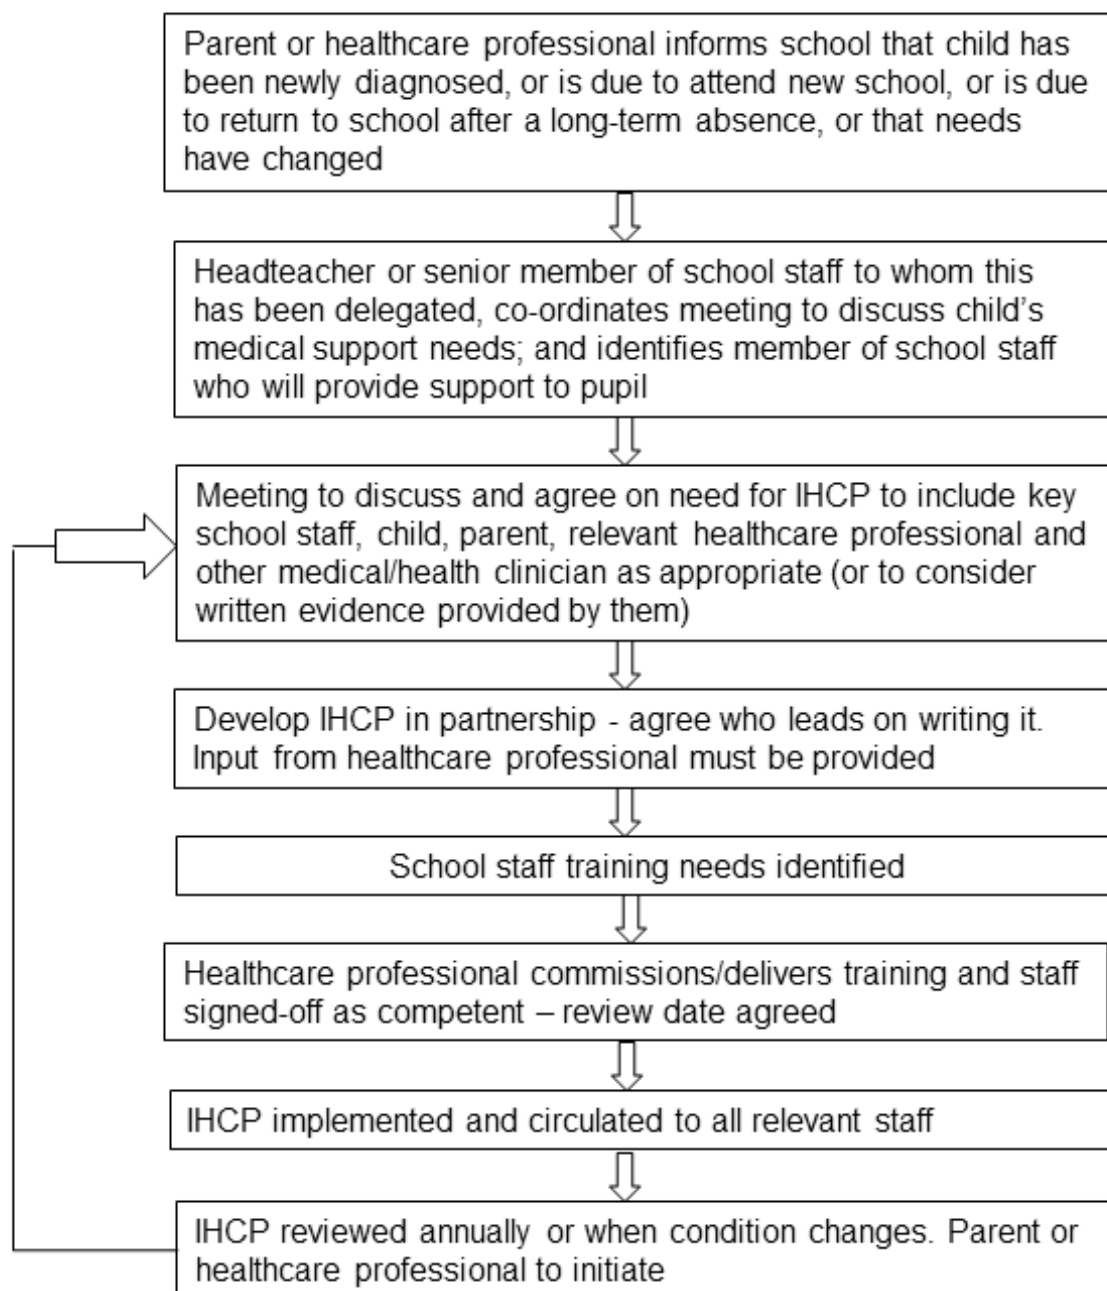 Parent or healthcare professional informs school that child has
been newly diagnosed, or is due to attend new school, or is due
to return to school after a long-term absence, or that needs
have changed
Headteacher or senior member of school staff to whom this
has been delegated, co-ordinates meeting to discuss child's
medical support needs; and identifies member of school staff
who will provide support to pupil
Meeting to discuss and agree on need for IHCP to include key
school staff, child, parent, relevant healthcare professional and
other medical/health clinician as appropriate (or to consider
written evidence provided by them)
Develop IHCP in partnership - agree who leads on writing it.
Input from healthcare professional must be provided
School staff training needs identified
Healthcare professional commissions/delivers training and staff
signed-off as competent – review date agreed
IHCP implemented and circulated to all relevant staff
IHCP reviewed annually or when condition changes. Parent or
healthcare professional to initiate